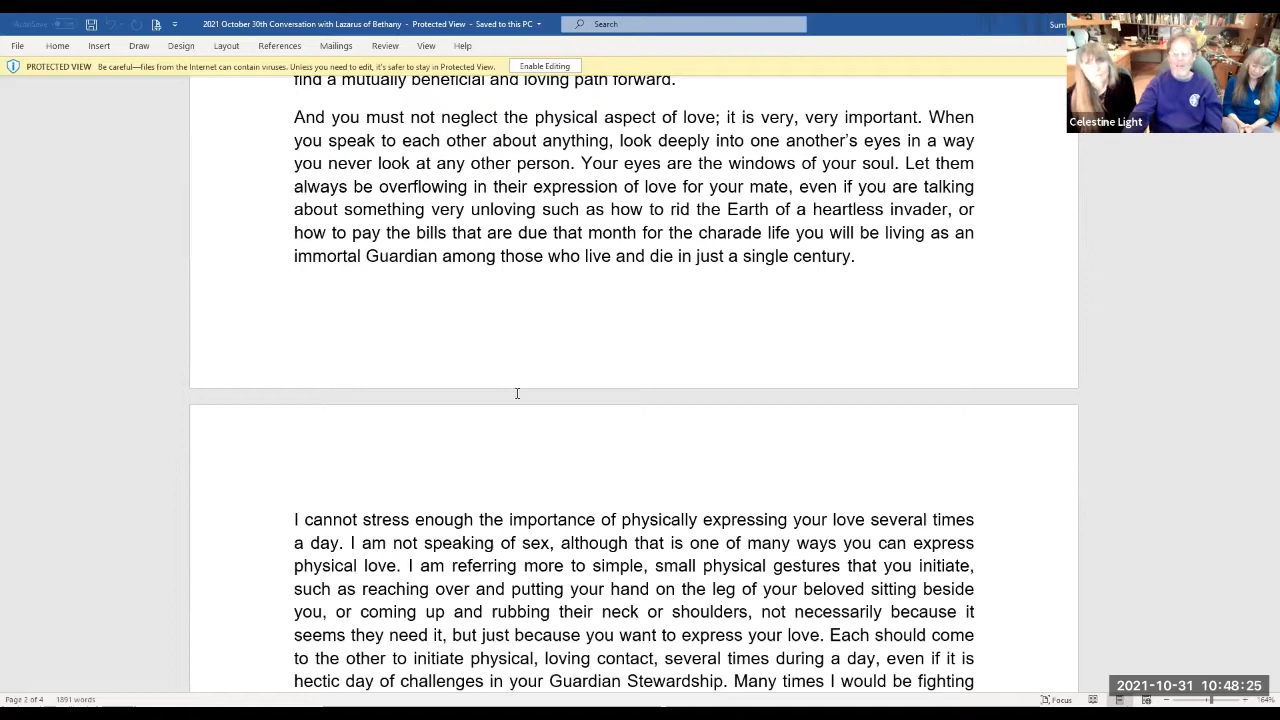 AutoSave
2021 October 30th Conversation with Lazarus of Bethany - Protected View - Saved to this PC
Search
Sum
File Home Insert Draw Design Layout References Mailings Review View Help
PROTECTED VIEW Be careful—files from the Internet can contain viruses. Unless you need to edit, it's safer to stay in Protected View. Enable Editing
Celestine Light
find a mutually beneficial and loving path forward.
And you must not neglect the physical aspect of love; it is very, very important. When
you speak to each other about anything, look deeply into one another's eyes in a way
you never look at any other person. Your eyes are the windows of your soul. Let them
always be overflowing in their expression of love for your mate, even if you are talking
about something very unloving such as how to rid the Earth of a heartless invader, or
how to pay the bills that are due that month for the charade life you will be living as an
immortal Guardian among those who live and die in just a single century.
I cannot stress enough the importance of physically expressing your love several times
a day. I am not speaking of sex, although that is one of many ways you can express
physical love. I am referring more to simple, small physical gestures that you initiate,
such as reaching over and putting your hand on the leg of your beloved sitting beside
you, or coming up and rubbing their neck or shoulders, not necessarily because it
seems they need it, but just because you want to express your love. Each should come
to the other to initiate physical, loving contact, several times during a day, even if it is
hectic day of challenges in your Guardian Stewardship. Many times I would be fighting
2021-10-31 10:48:25
Page 2 of 4 1891 words
Focus
164%